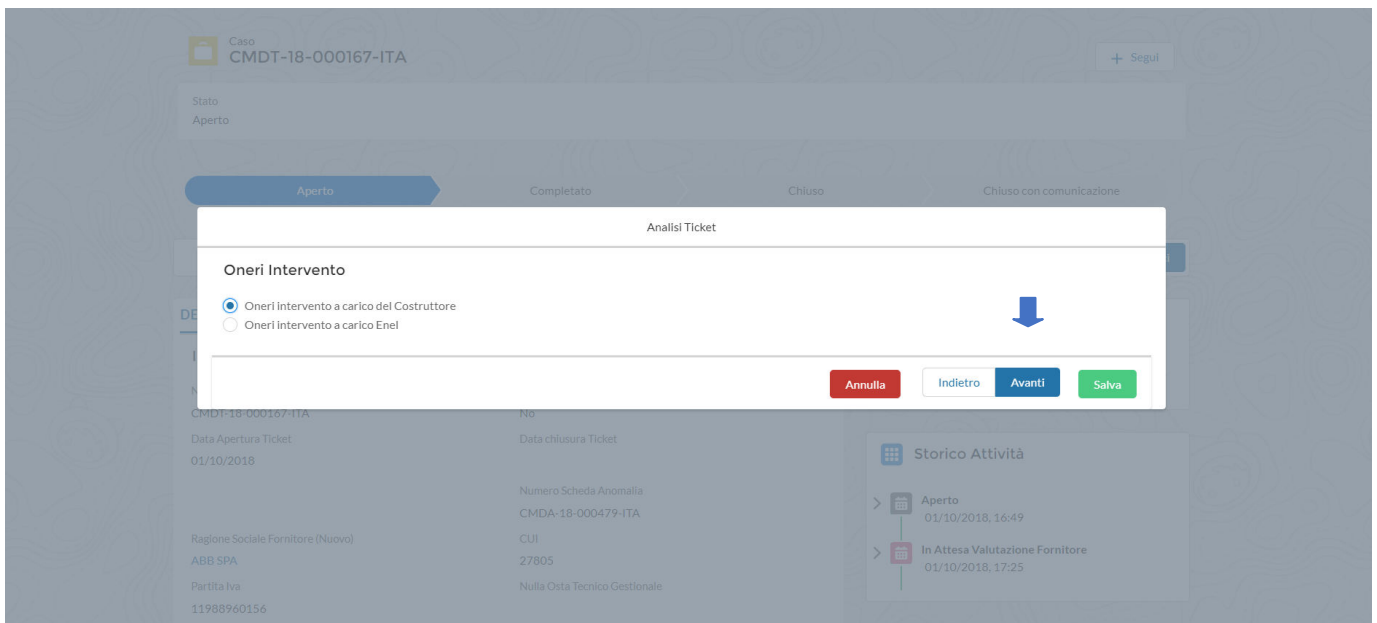 Caso
CMDT-18-000167-ITA
+ Segui
Stato
Aperto
Aperto
Completato
Chiuso
Chiuso con comunicazione
Analisi Ticket
Oneri Intervento
Oneri intervento a carico del Costruttore
Oneri intervento a carico Enel
Annulla
Indietro
Avanti
Salva
CMDT-18-000167-ITA
No
Data Apertura Ticket
Data chiusura Ticket
01/10/2018
Numero Scheda Anomalia
CMDA-18-000479-ITA
Ragione Sociale Fornitore (Nuovo)
CUI
ABB SPA
27805
Partita Iva
Nulla Osta Tecnico Gestionale
11988960156
Storico Attività
Aperto
01/10/2018, 16:49
In Attesa Valutazione Fornitore
01/10/2018, 17:25